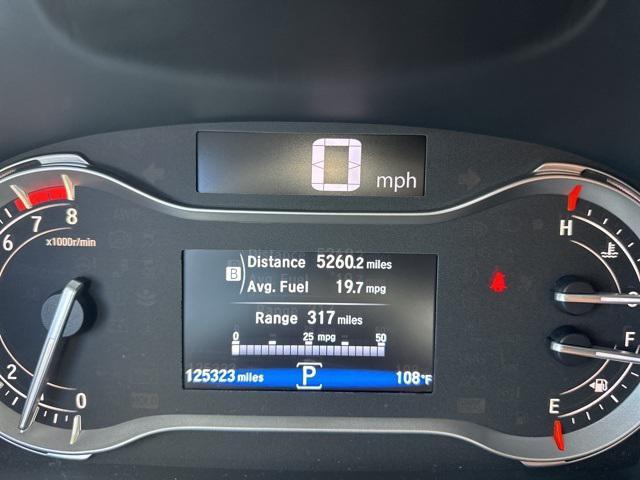 0 mph
8
7
6
x1000r/min
2
0
B
Distance 5260.2 miles
Avg. Fuel 19.7 mpg
Range 317 miles
0 25 mpg 50
125323 miles P 108°F
H
C
F
E